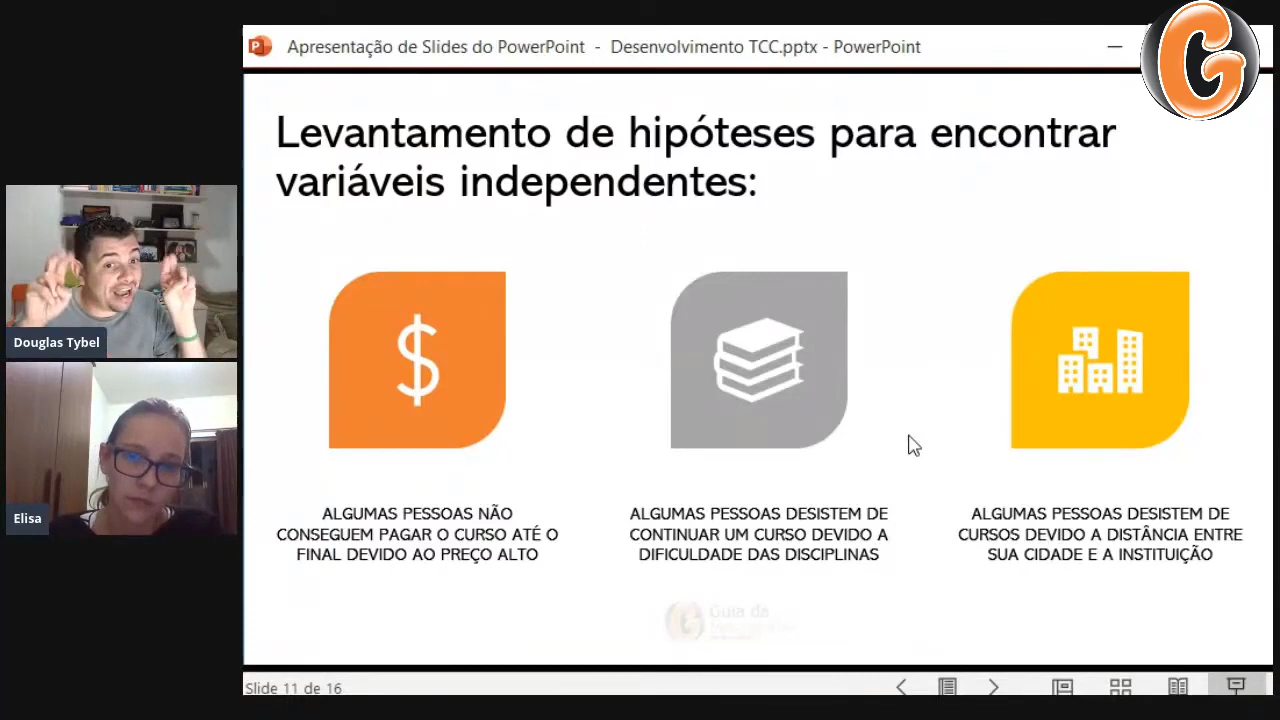 Apresentação de Slides do PowerPoint - Desenvolvimento TCC.pptx - PowerPoint
Levantamento de hipóteses para encontrar
variáveis independentes:
Douglas Tybel
Elisa
ALGUMAS PESSOAS NÃO
CONSEGUEM PAGAR O CURSO ATÉ O
FINAL DEVIDO AO PREÇO ALTO
ALGUMAS PESSOAS DESISTEM DE
CONTINUAR UM CURSO DEVIDO A
DIFICULDADE DAS DISCIPLINAS
ALGUMAS PESSOAS DESISTEM DE
CURSOS DEVIDO A DISTÂNCIA ENTRE
SUA CIDADE E A INSTITUIÇÃO
Guia da
Slide 11 de 16